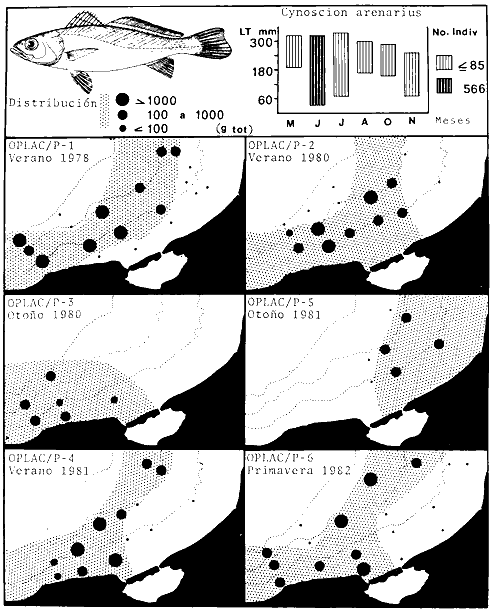 Cynoscion arenarius
LT mm
300
180
60
M J J A O N
Meses
No. Indiv
≤ 85
566
Distribución
> 1000
100 a 1000
≤ 100 (g tot)
OPLAC/P-1
Verano 1978
OPLAC/P-2
Verano 1980
OPLAC/P-3
Otoño 1980
OPLAC/P-5
Otoño 1981
OPLAC/P-4
Verano 1981
OPLAC/P-6
Primavera 1982